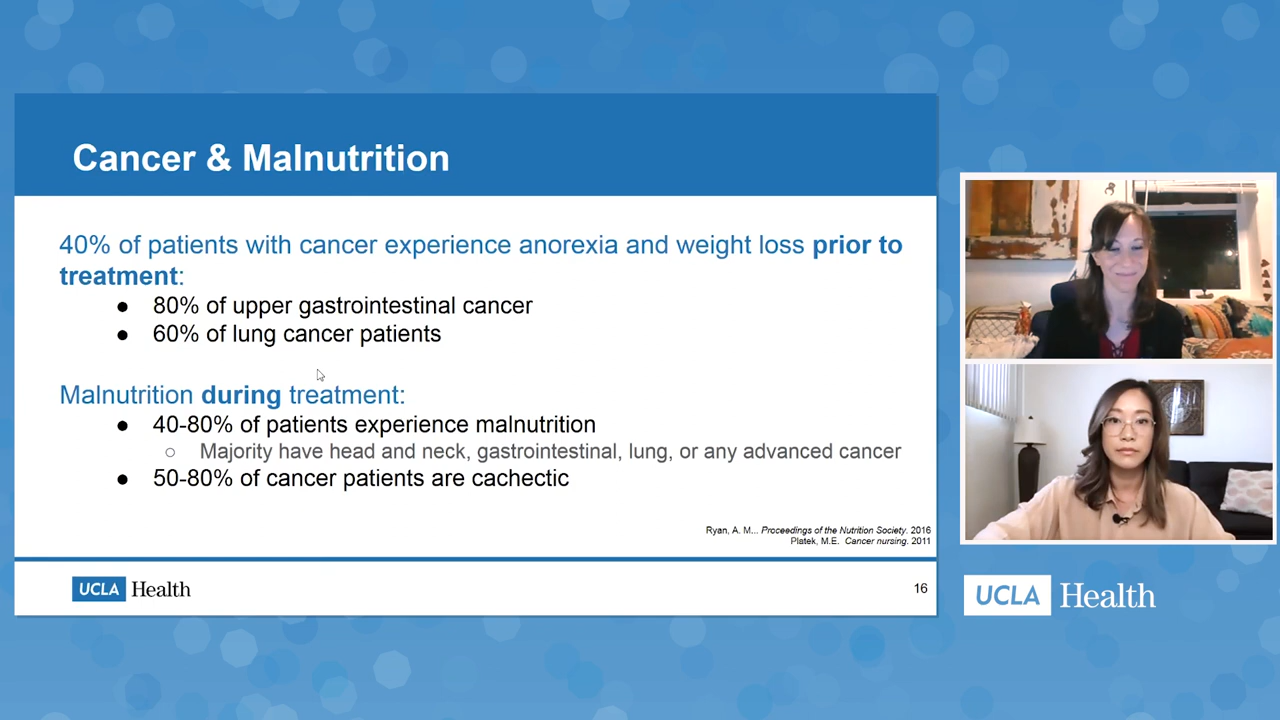 Cancer & Malnutrition
40% of patients with cancer experience anorexia and weight loss prior to
treatment:
● 80% of upper gastrointestinal cancer
● 60% of lung cancer patients
Malnutrition during treatment:
● 40-80% of patients experience malnutrition
○ Majority have head and neck, gastrointestinal, lung, or any advanced cancer
● 50-80% of cancer patients are cachectic
Ryan, A. M... Proceedings of the Nutrition Society. 2016
Platek, M.E. Cancer nursing. 2011
UCLA Health
16
UCLA Health